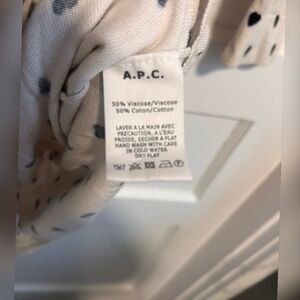 A.P.C.
50% Viscose/Viscose
50% Coton/Cotton
LAVER A LA MAIN AVEC
PRECAUTION, A L'EAU
FROIDE, SECHER A PLAT
HAND WASH WITH CARE
IN COLD WATER
DRY FLAT